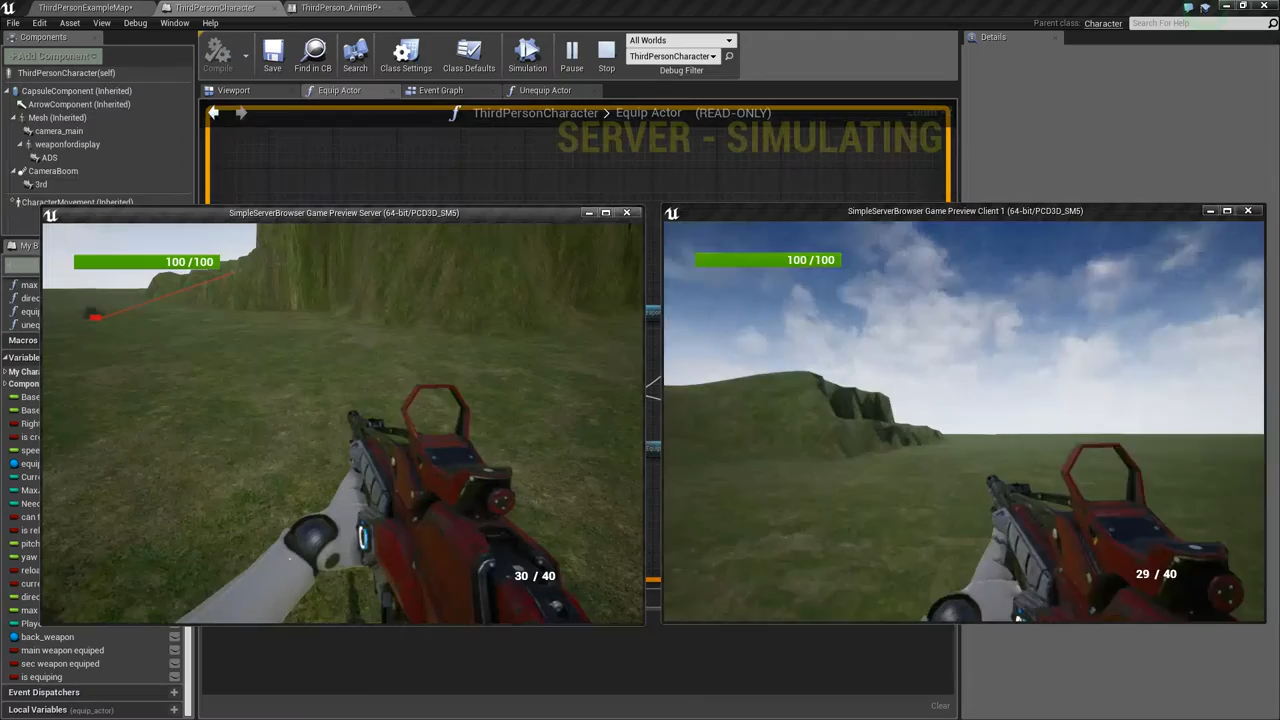 ThirdPersonExampleMap*
ThirdPersonCharacter
ThirdPerson_AnimBP*
File Edit Asset View Debug Window Help
Parent class: Character
Search For Help
Components
+Add Component
ThirdPersonCharacter(self)
CapsuleComponent (Inherited)
ArrowComponent (Inherited)
Mesh (Inherited)
camera_main
weaponfordisplay
ADS
CameraBoom
3rd
CharacterMovement (Inherited)
Compile
Save
Find in CB
Search
Class Settings
Class Defaults
Simulation
Pause
Stop
All Worlds
ThirdPersonCharacter
Debug Filter
Details
Viewport
Equip Actor
Event Graph
Unequip Actor
ThirdPersonCharacter > Equip Actor (READ-ONLY)
SERVER - SIMULATING
SimpleServerBrowser Game Preview Server (64-bit/PCD3D_SM5)
100 / 100
30 / 40
SimpleServerBrowser Game Preview Client 1 (64-bit/PCD3D_SM5)
100 / 100
29 / 40
My B
max
direc
equip
uneq
Macros
Variable
My Chara
Compon
Base
Base
Right
is cro
speed
equip
Curre
Max
Need
can f
is rel
pitch
yaw
reloa
curre
direc
max
Playe
back_weapon
main weapon equiped
sec weapon equiped
is equiping
Event Dispatchers
Local Variables (equip_actor)
Clear